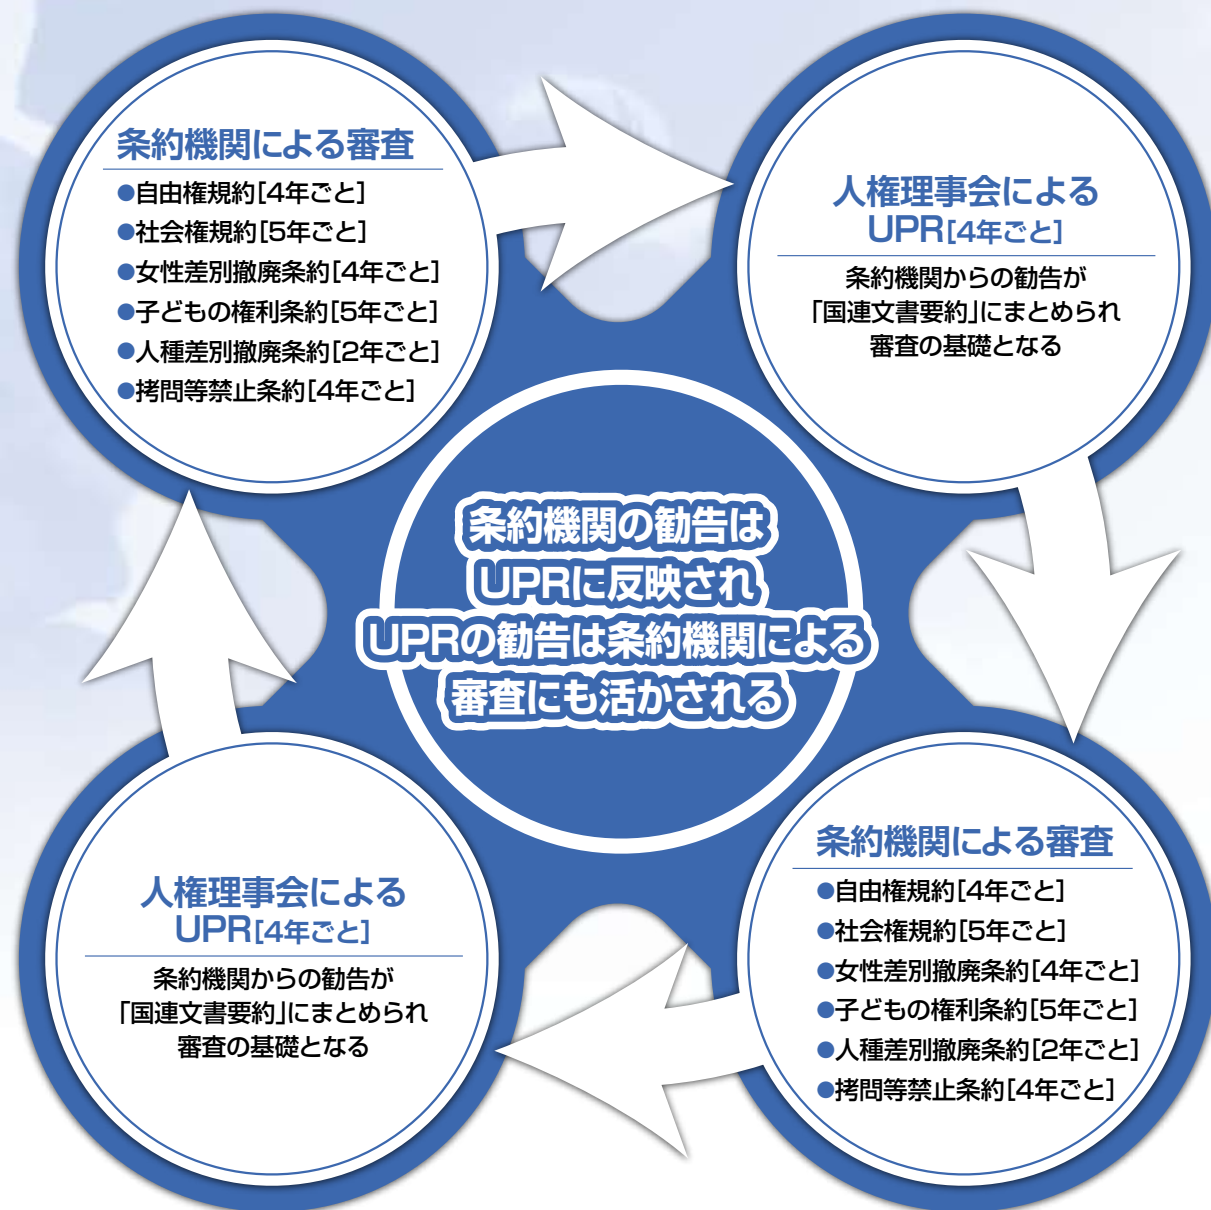 条約機関による審査
●自由権規約[4年ごと]
●社会権規約[5年ごと]
●女性差別撤廃条約[4年ごと]
●子どもの権利条約[5年ごと]
●人種差別撤廃条約[2年ごと]
●拷問等禁止条約[4年ごと]
人権理事会による
UPR[4年ごと]
条約機関からの勧告が
「国連文書要約」にまとめられ
審査の基礎となる
条約機関の勧告は
UPRに反映され
UPRの勧告は条約機関による
審査にも活かされる
人権理事会による
UPR[4年ごと]
条約機関からの勧告が
「国連文書要約」にまとめられ
審査の基礎となる
条約機関による審査
●自由権規約[4年ごと]
●社会権規約[5年ごと]
●女性差別撤廃条約[4年ごと]
●子どもの権利条約[5年ごと]
●人種差別撤廃条約[2年ごと]
●拷問等禁止条約[4年ごと]